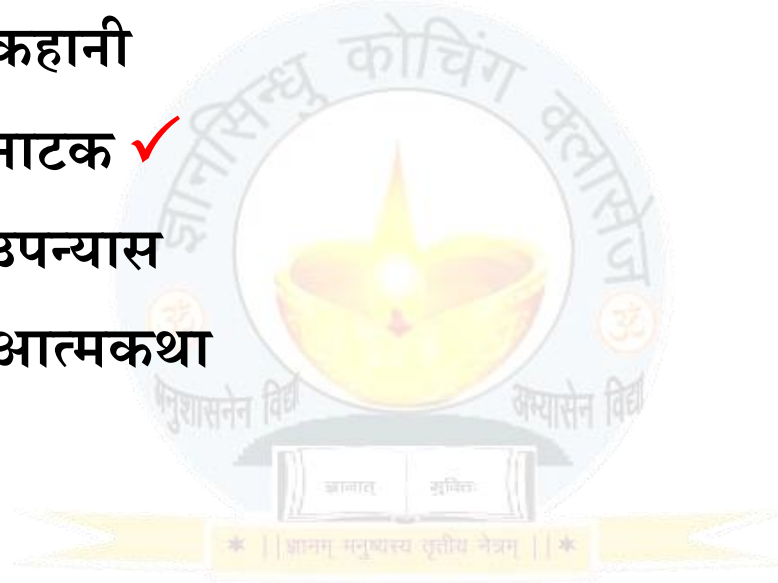 कहानी
नाटक ✓
उपन्यास
आत्मकथा
ज्ञानसिन्धु कोचिंग क्लासेज
ॐ ॐ
अनुशासनेन विद्या अभ्यासेन विद्या
ज्ञानात् मुक्तिः
* ||ज्ञानम् मनुष्यस्य तृतीय नेत्रम् ||*